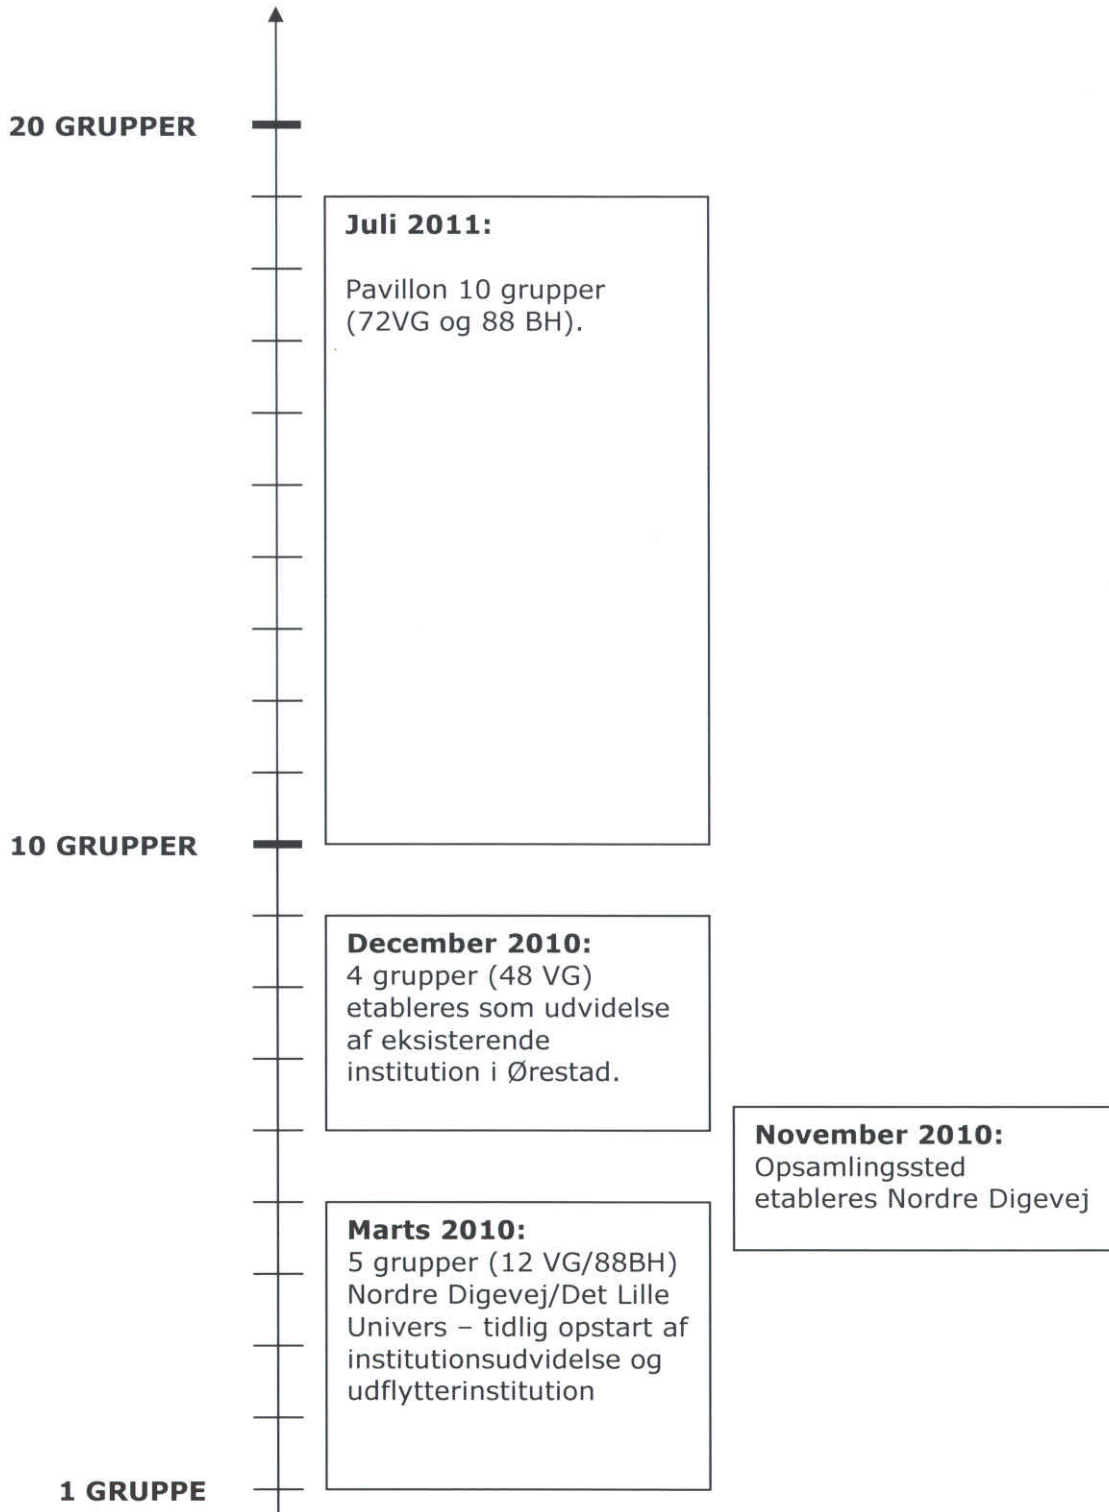 20 GRUPPER
Juli 2011:
Pavillon 10 grupper
(72VG og 88 BH).
10 GRUPPER
December 2010:
4 grupper (48 VG)
etableres som udvidelse
af eksisterende
institution i Ørestad.
November 2010:
Opsamlingssted
etableres Nordre Digevej
Marts 2010:
5 grupper (12 VG/88BH)
Nordre Digevej/Det Lille
Univers – tidlig opstart af
institutionsudvidelse og
udflytterinstitution
1 GRUPPE